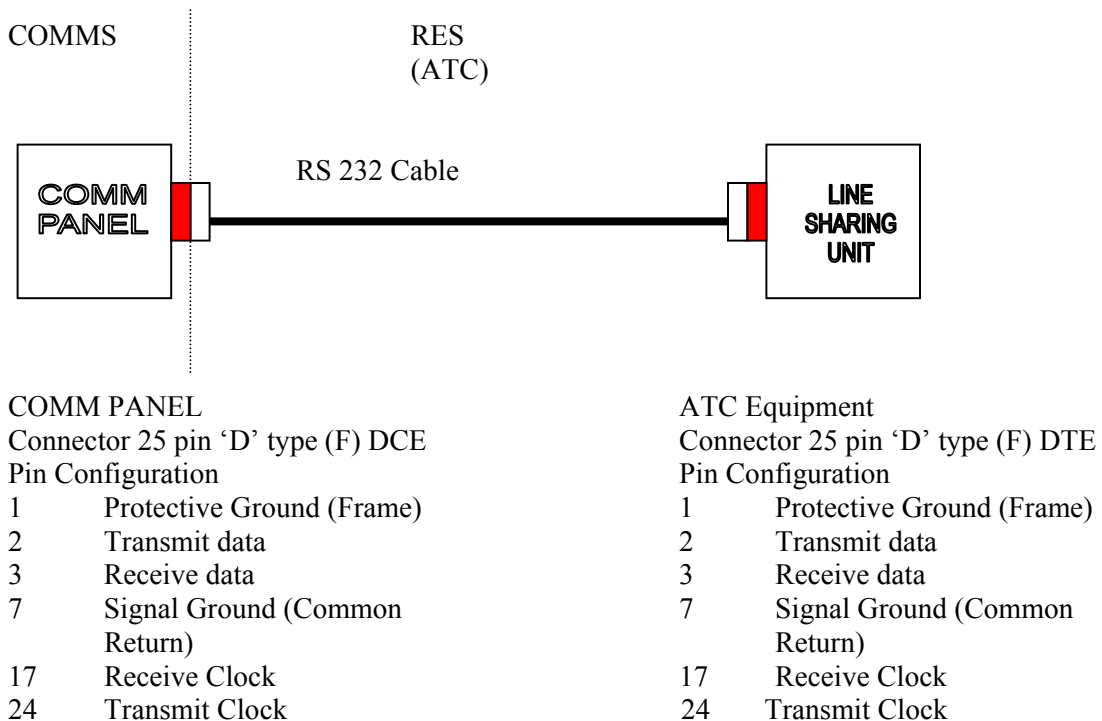 COMMS
RES
(ATC)
RS 232 Cable
COMM
PANEL
LINE
SHARING
UNIT
COMM PANEL
Connector 25 pin ‘D’ type (F) DCE
Pin Configuration
1 Protective Ground (Frame)
2 Transmit data
3 Receive data
7 Signal Ground (Common
Return)
17 Receive Clock
24 Transmit Clock
ATC Equipment
Connector 25 pin ‘D’ type (F) DTE
Pin Configuration
1 Protective Ground (Frame)
2 Transmit data
3 Receive data
7 Signal Ground (Common
Return)
17 Receive Clock
24 Transmit Clock